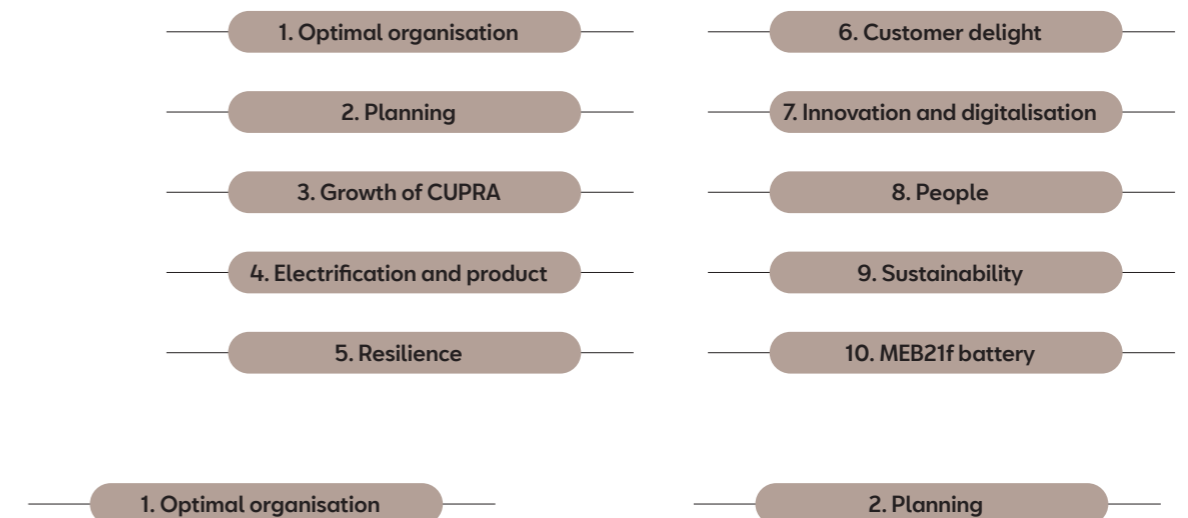 1. Optimal organisation
2. Planning
3. Growth of CUPRA
4. Electrification and product
5. Resilience
6. Customer delight
7. Innovation and digitalisation
8. People
9. Sustainability
10. MEB21f battery
1. Optimal organisation
2. Planning